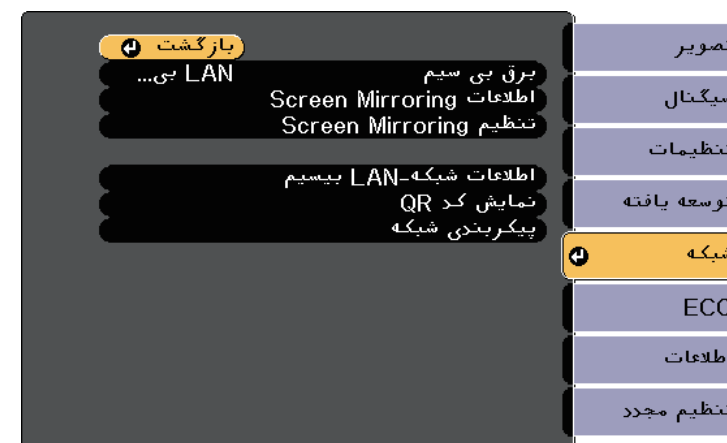 بازگشت
برق بی سیم LAN بی...
اطلاعات Screen Mirroring
تنظیم Screen Mirroring
اطلاعات شبکه-LAN بیسیم
نمایش کد QR
پیکربندی شبکه
تصویر
سیگنال
تنظیمات
توسعه یافته
شبکه
ECO
اطلاعات
تنظیم مجدد